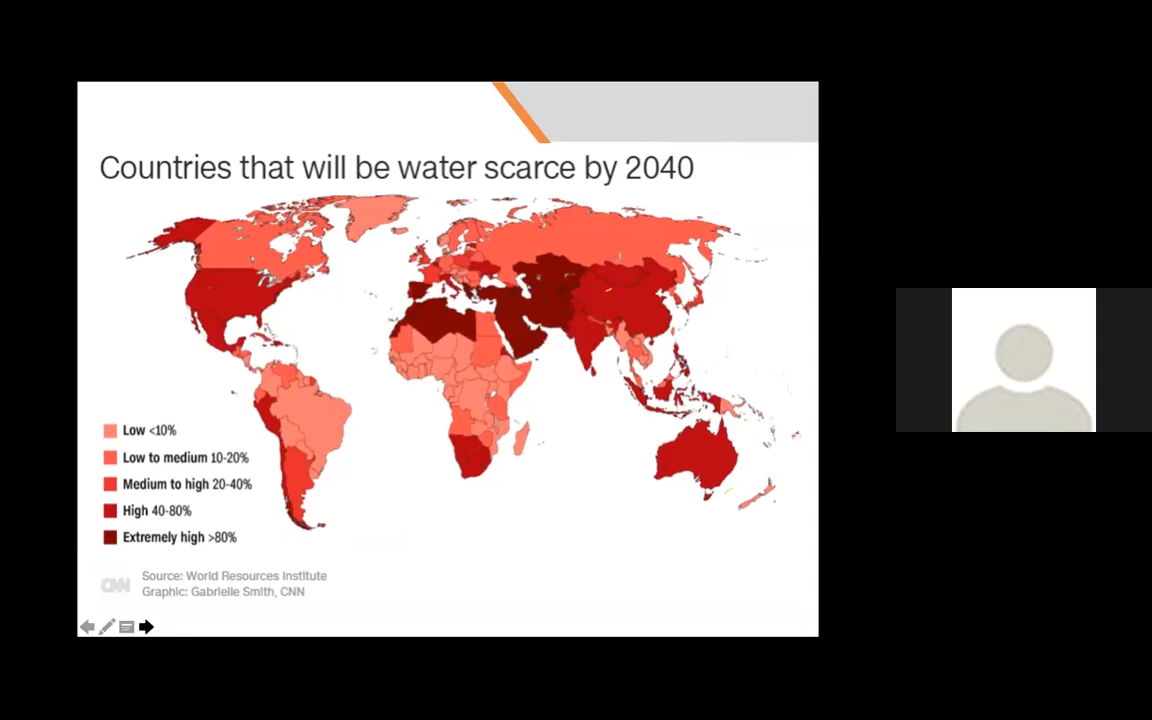 Countries that will be water scarce by 2040
Low <10%
Low to medium 10-20%
Medium to high 20-40%
High 40-80%
Extremely high >80%
CNN
Source: World Resources Institute
Graphic: Gabrielle Smith, CNN